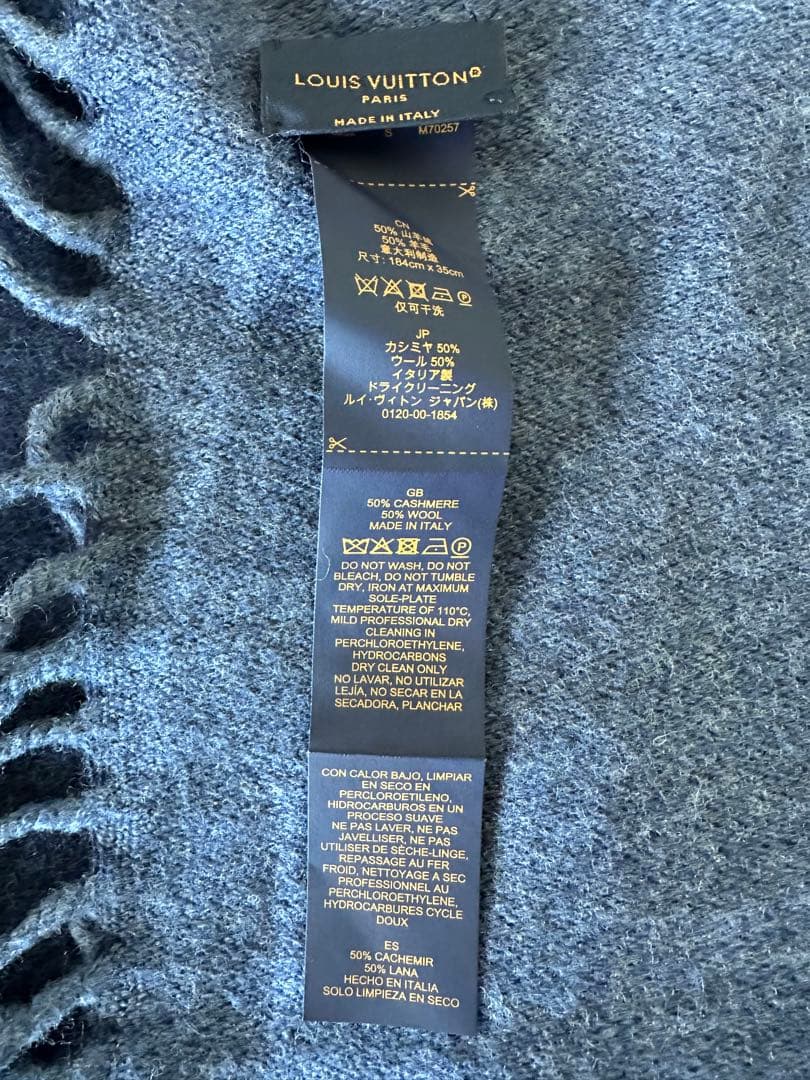 LOUIS VUITTON
PARIS
MADE IN ITALY
S M70257
CN
50% 山羊绒
50% 羊毛
意大利制造
尺寸: 184cm x 35cm
仅可干洗
JP
カシミヤ 50%
ウール 50%
イタリア製
ドライクリーニング
ルイ・ヴィトン ジャパン(株)
0120-00-1854
GB
50% CASHMERE
50% WOOL
MADE IN ITALY
DO NOT WASH, DO NOT
BLEACH, DO NOT TUMBLE
DRY, IRON AT MAXIMUM
SOLE-PLATE
TEMPERATURE OF 110°C,
MILD PROFESSIONAL DRY
CLEANING IN
PERCHLOROETHYLENE,
HYDROCARBONS
DRY CLEAN ONLY
NO LAVAR, NO UTILIZAR
LEJÍA, NO SECAR EN LA
SECADORA, PLANCHAR
CON CALOR BAJO, LIMPIAR
EN SECO EN
PERCLOROETILENO,
HIDROCARBUROS EN UN
PROCESO SUAVE
NE PAS LAVER, NE PAS
JAVELLISER, NE PAS
UTILISER DE SÈCHE-LINGE,
REPASSAGE AU FER
FROID, NETTOYAGE A SEC
PROFESSIONNEL AU
PERCHLOROETHYLENE,
HYDROCARBURES CYCLE
DOUX
ES
50% CACHEMIR
50% LANA
HECHO EN ITALIA
SOLO LIMPIEZA EN SECO